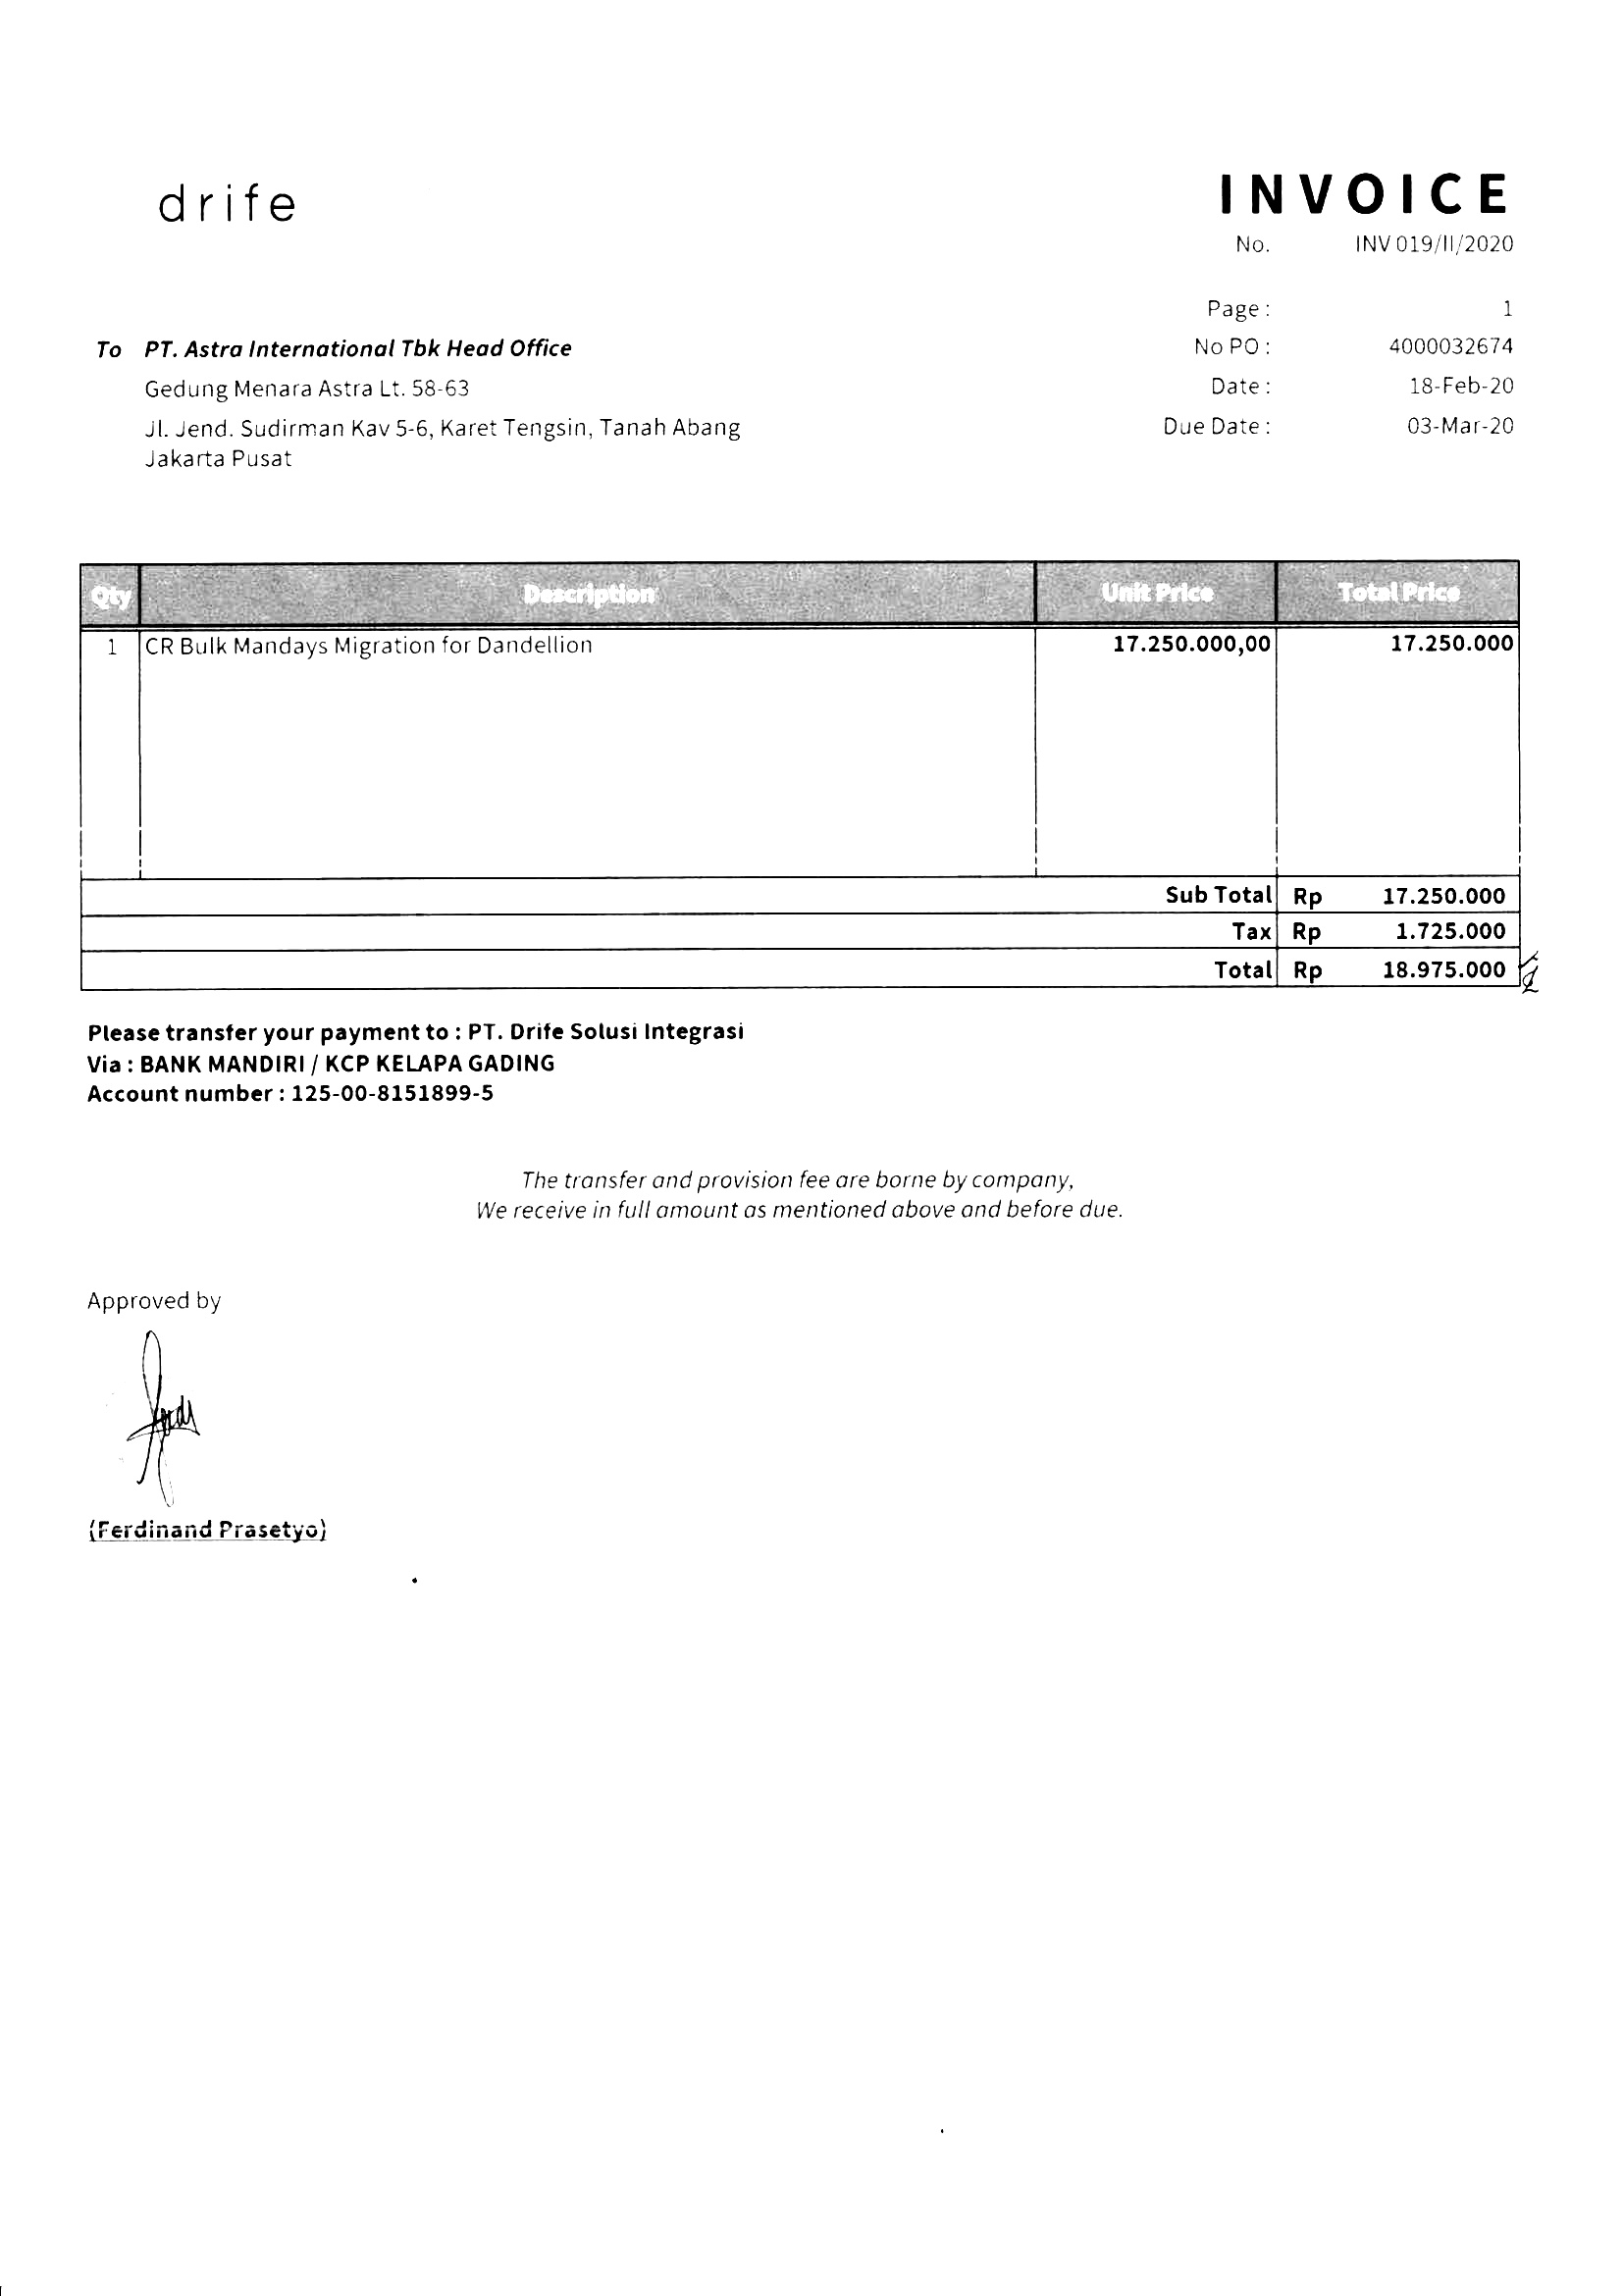 drife
INVOICE
No. INV 019/II/2020
Page : 1
To PT. Astra International Tbk Head Office
No PO : 4000032674
Gedung Menara Astra Lt. 58-63
Date : 18-Feb-20
Jl. Jend. Sudirman Kav 5-6, Karet Tengsin, Tanah Abang
Due Date : 03-Mar-20
Jakarta Pusat
Qty Description Unit Price Total Price
1 CR Bulk Mandays Migration for Dandellion 17.250.000,00 17.250.000
Sub Total Rp 17.250.000
Tax Rp 1.725.000
Total Rp 18.975.000
Please transfer your payment to : PT. Drife Solusi Integrasi
Via : BANK MANDIRI / KCP KELAPA GADING
Account number : 125-00-8151899-5
The transfer and provision fee are borne by company,
We receive in full amount as mentioned above and before due.
Approved by
(Ferdinand Prasetyo)